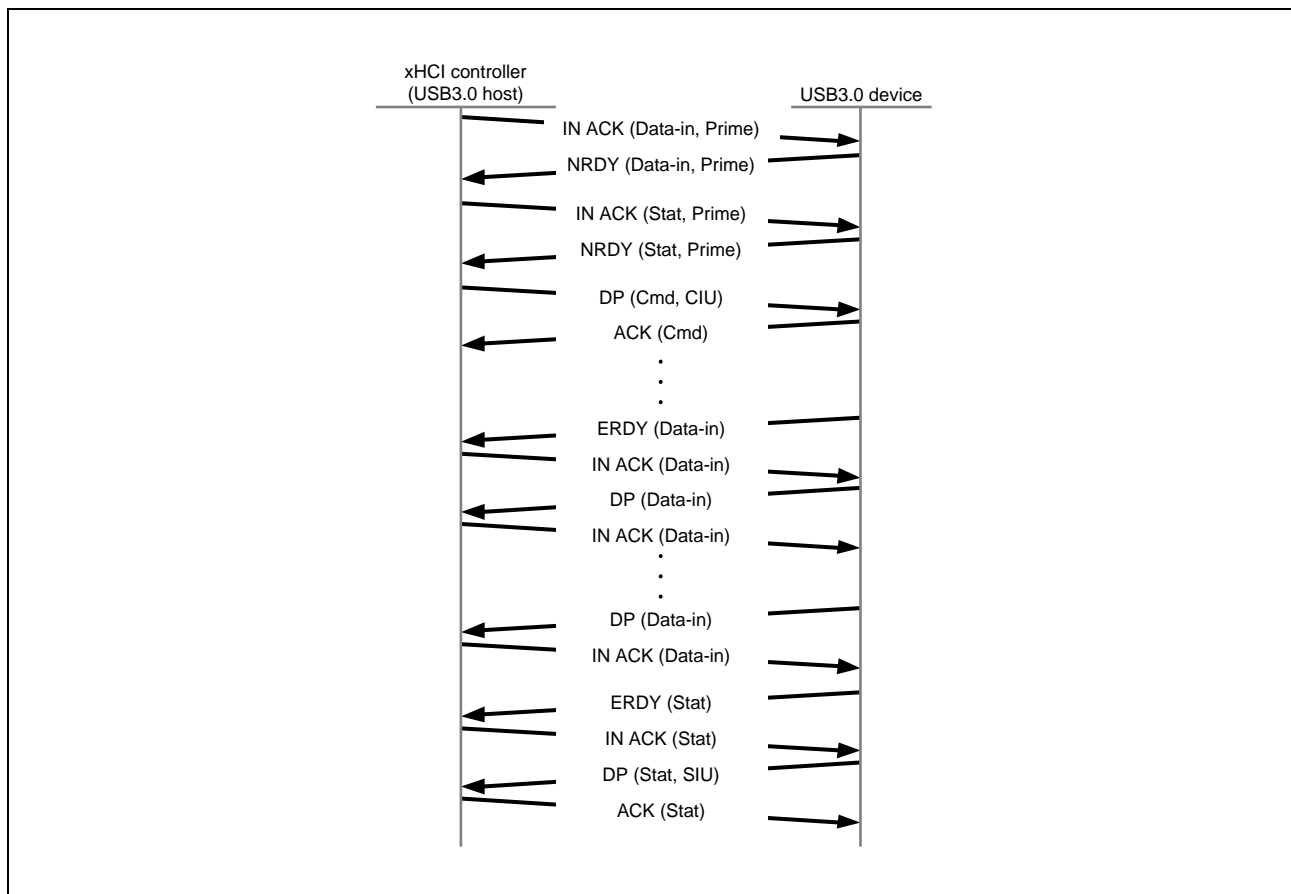 xHCI controller
(USB3.0 host)
USB3.0 device
IN ACK (Data-in, Prime)
NRDY (Data-in, Prime)
IN ACK (Stat, Prime)
NRDY (Stat, Prime)
DP (Cmd, CIU)
ACK (Cmd)
ERDY (Data-in)
IN ACK (Data-in)
DP (Data-in)
IN ACK (Data-in)
DP (Data-in)
IN ACK (Data-in)
ERDY (Stat)
IN ACK (Stat)
DP (Stat, SIU)
ACK (Stat)